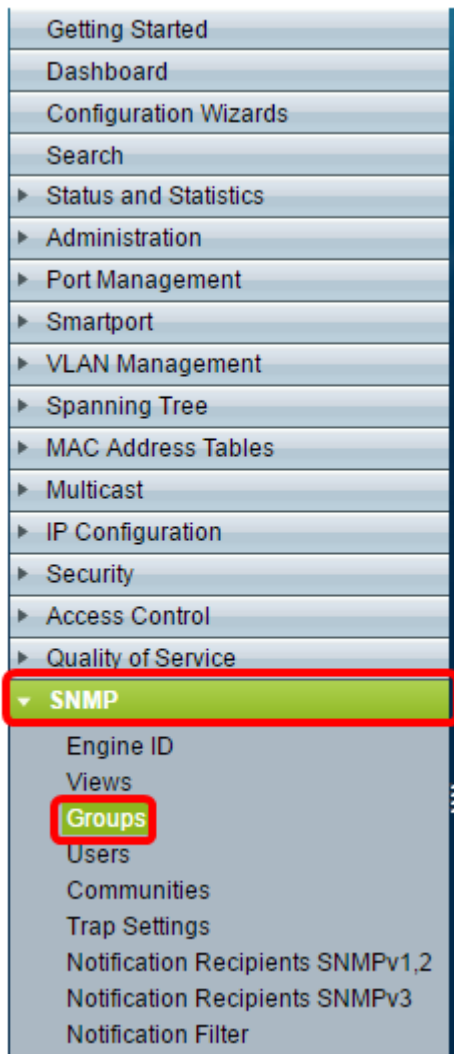 Getting Started
Dashboard
Configuration Wizards
Search
Status and Statistics
Administration
Port Management
Smartport
VLAN Management
Spanning Tree
MAC Address Tables
Multicast
IP Configuration
Security
Access Control
Quality of Service
SNMP
Engine ID
Views
Groups
Users
Communities
Trap Settings
Notification Recipients SNMPv1,2
Notification Recipients SNMPv3
Notification Filter